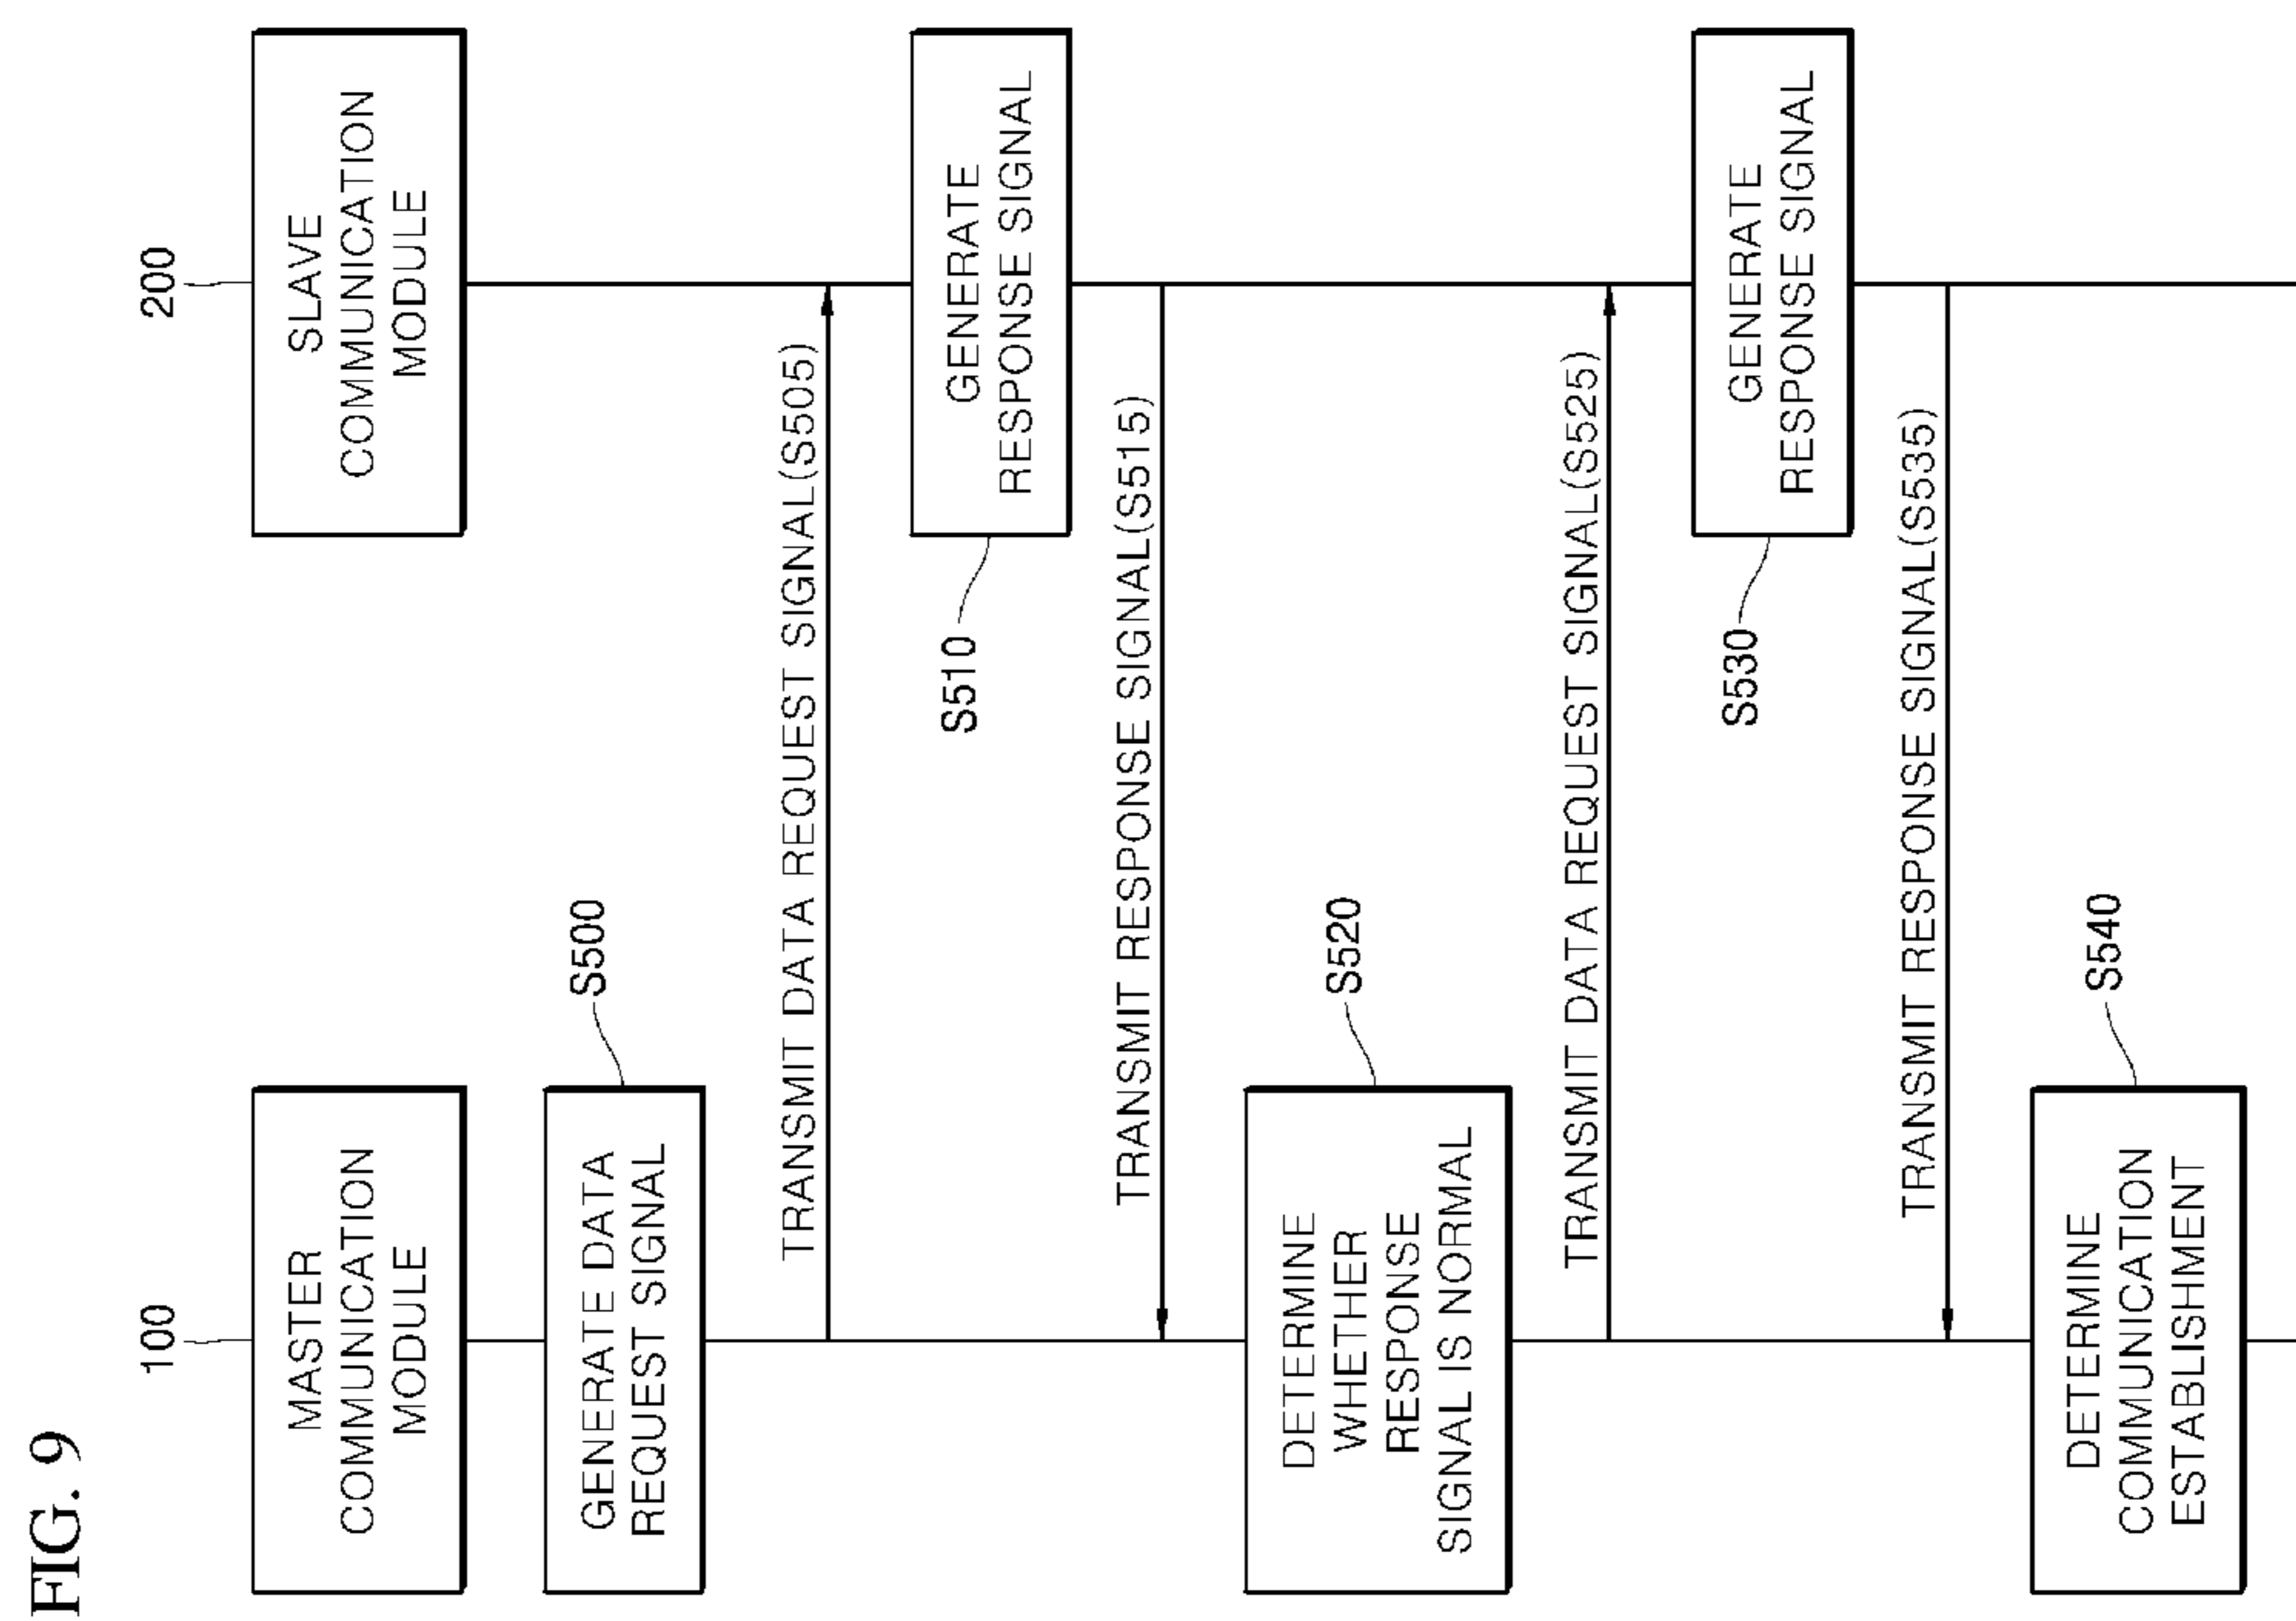 FIG. 9
100
200
MASTER
COMMUNICATION
MODULE
SLAVE
COMMUNICATION
MODULE
GENERATE DATA
REQUEST SIGNAL
S500
TRANSMIT DATA REQUEST SIGNAL(S505)
S510
GENERATE
RESPONSE SIGNAL
TRANSMIT RESPONSE SIGNAL(S515)
DETERMINE
WHETHER
RESPONSE
SIGNAL IS NORMAL
S520
TRANSMIT DATA REQUEST SIGNAL(S525)
S530
GENERATE
RESPONSE SIGNAL
TRANSMIT RESPONSE SIGNAL(S535)
DETERMINE
COMMUNICATION
ESTABLISHMENT
S540